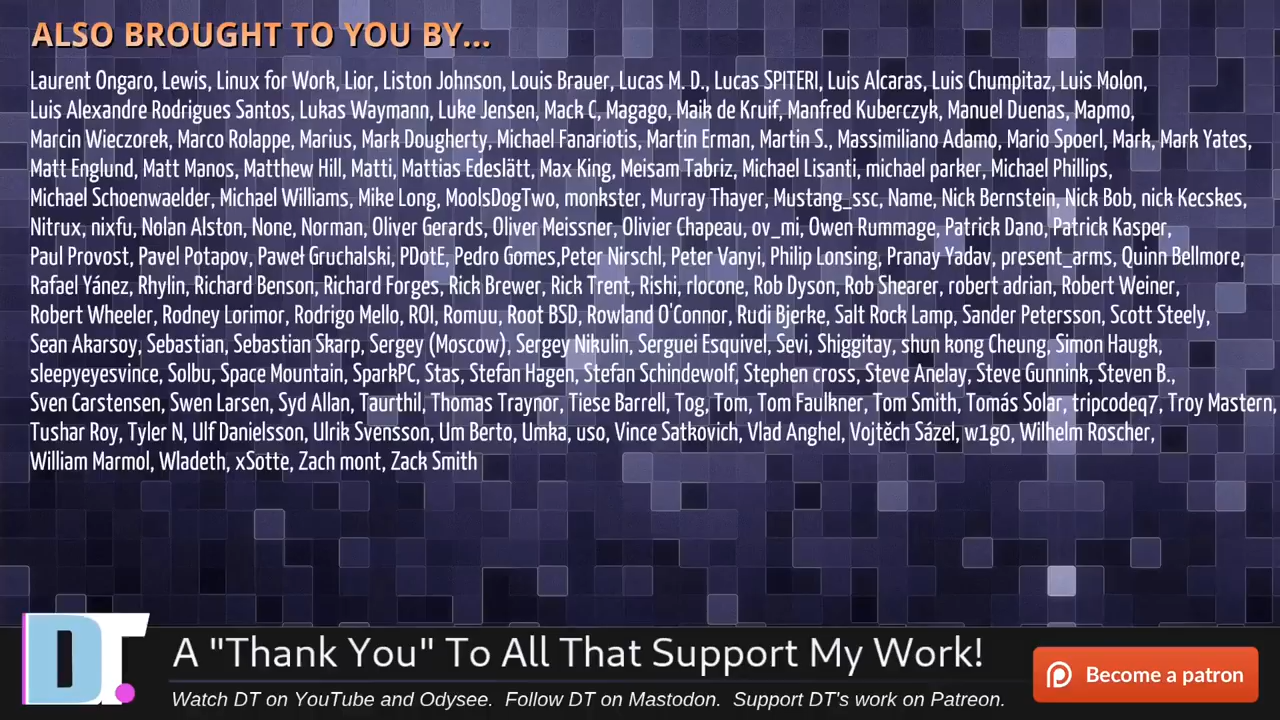 ALSO BROUGHT TO YOU BY...
Laurent Ongaro, Lewis, Linux for Work, Lior, Liston Johnson, Louis Brauer, Lucas M. D., Lucas SPITERI, Luis Alcaras, Luis Chumpitaz, Luis Molon,
Luis Alexandre Rodrigues Santos, Lukas Waymann, Luke Jensen, Mack C, Magago, Maik de Kruif, Manfred Kuberczyk, Manuel Duenas, Mapmo,
Marcin Wieczorek, Marco Rolappe, Marius, Mark Dougherty, Michael Fanariotis, Martin Erman, Martin S., Massimiliano Adamo, Mario Spoerl, Mark, Mark Yates,
Matt Englund, Matt Manos, Matthew Hill, Matti, Mattias Edeslätt, Max King, Meisam Tabriz, Michael Lisanti, michael parker, Michael Phillips,
Michael Schoenwaelder, Michael Williams, Mike Long, MoolsDogTwo, monkster, Murray Thayer, Mustang_ssc, Name, Nick Bernstein, Nick Bob, nick Kecskes,
Nitrux, nixfu, Nolan Alston, None, Norman, Oliver Gerards, Oliver Meissner, Olivier Chapeau, ov_mi, Owen Rummage, Patrick Dano, Patrick Kasper,
Paul Provost, Pavel Potapov, Paweł Gruchalski, PDotE, Pedro Gomes,Peter Nirschl, Peter Vanyi, Philip Lonsing, Pranay Yadav, present_arms, Quinn Bellmore,
Rafael Yánez, Rhylin, Richard Benson, Richard Forges, Rick Brewer, Rick Trent, Rishi, rlocone, Rob Dyson, Rob Shearer, robert adrian, Robert Weiner,
Robert Wheeler, Rodney Lorimor, Rodrigo Mello, ROI, Romuu, Root BSD, Rowland O'Connor, Rudi Bjerke, Salt Rock Lamp, Sander Petersson, Scott Steely,
Sean Akarsoy, Sebastian, Sebastian Skarp, Sergey (Moscow), Sergey Nikulin, Serguei Esquivel, Sevi, Shiggitay, shun kong Cheung, Simon Haugk,
sleepyeyesvince, Solbu, Space Mountain, SparkPC, Stas, Stefan Hagen, Stefan Schindewolf, Stephen cross, Steve Anelay, Steve Gunnink, Steven B.,
Sven Carstensen, Swen Larsen, Syd Allan, Taurthil, Thomas Traynor, Tiese Barrell, Tog, Tom, Tom Faulkner, Tom Smith, Tomás Solar, tripcodeq7, Troy Mastern,
Tushar Roy, Tyler N, Ulf Danielsson, Ulrik Svensson, Um Berto, Umka, uso, Vince Satkovich, Vlad Anghel, Vojtěch Sázel, w1g0, Wilhelm Roscher,
William Marmol, Wladeth, xSotte, Zach mont, Zack Smith
DT.
A "Thank You" To All That Support My Work!
Watch DT on YouTube and Odysee. Follow DT on Mastodon. Support DT's work on Patreon.
Become a patron